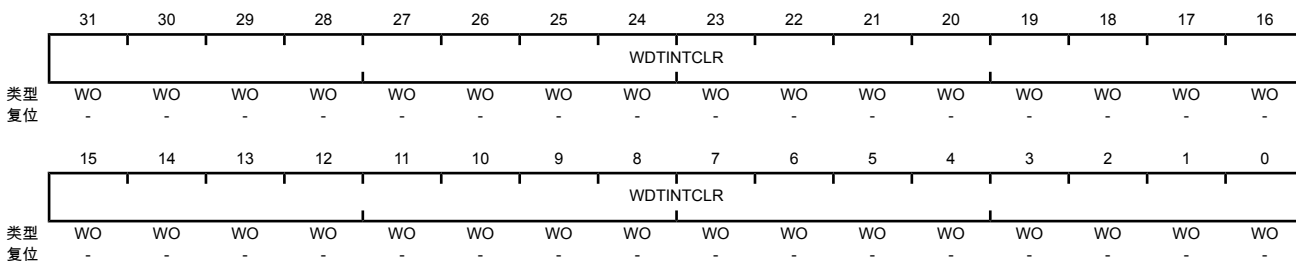 31 30 29 28 27 26 25 24 23 22 21 20 19 18 17 16
WDTINTCLR
类型 WO WO WO WO WO WO WO WO WO WO WO WO WO WO WO WO
复位 - - - - - - - - - - - - - - - -
15 14 13 12 11 10 9 8 7 6 5 4 3 2 1 0
WDTINTCLR
类型 WO WO WO WO WO WO WO WO WO WO WO WO WO WO WO WO
复位 - - - - - - - - - - - - - - - -